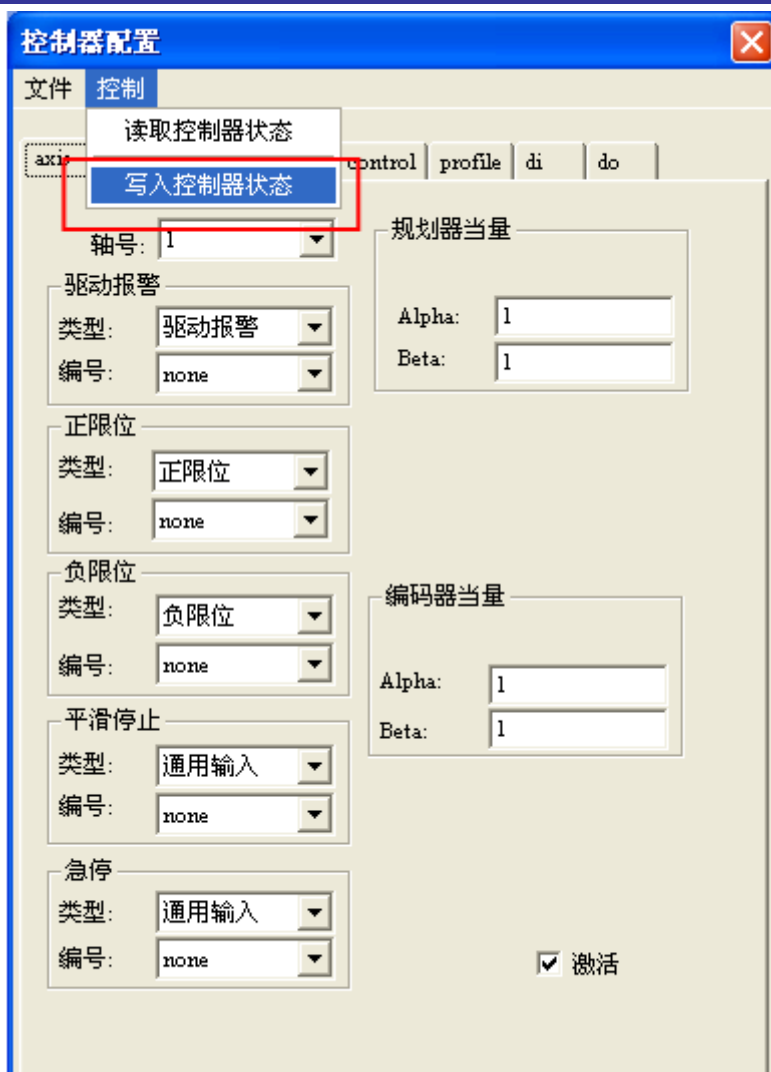 控制器配置
文件 控制
读取控制器状态
写入控制器状态
axis control profile di do
轴号: 1
驱动报警
类型: 驱动报警
编号: none
正限位
类型: 正限位
编号: none
负限位
类型: 负限位
编号: none
平滑停止
类型: 通用输入
编号: none
急停
类型: 通用输入
编号: none
规划器当量
Alpha: 1
Beta: 1
编码器当量
Alpha: 1
Beta: 1
激活